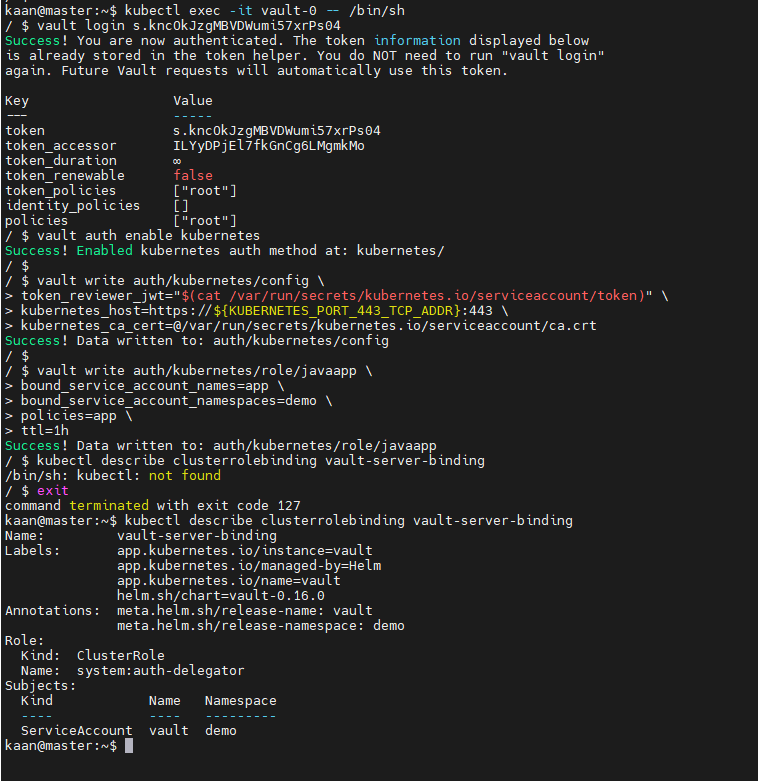 kaan@master:~$ kubectl exec -it vault-0 -- /bin/sh
/ $ vault login s.kncOkJzgMBVDWumi57xrPs04
Success! You are now authenticated. The token information displayed below
is already stored in the token helper. You do NOT need to run "vault login"
again. Future Vault requests will automatically use this token.

Key                  Value
---                  -----
token                s.kncOkJzgMBVDWumi57xrPs04
token_accessor       ILYyDPjEl7fkGnCg6LMgmkMo
token_duration       ∞
token_renewable      false
token_policies       ["root"]
identity_policies    []
policies             ["root"]
/ $ vault auth enable kubernetes
Success! Enabled kubernetes auth method at: kubernetes/
/ $
/ $ vault write auth/kubernetes/config \
> token_reviewer_jwt="$(cat /var/run/secrets/kubernetes.io/serviceaccount/token)" \
> kubernetes_host=https://${KUBERNETES_PORT_443_TCP_ADDR}:443 \
> kubernetes_ca_cert=@/var/run/secrets/kubernetes.io/serviceaccount/ca.crt
Success! Data written to: auth/kubernetes/config
/ $
/ $ vault write auth/kubernetes/role/javaapp \
> bound_service_account_names=app \
> bound_service_account_namespaces=demo \
> policies=app \
> ttl=1h
Success! Data written to: auth/kubernetes/role/javaapp
/ $ kubectl describe clusterrolebinding vault-server-binding
/bin/sh: kubectl: not found
/ $ exit
command terminated with exit code 127
kaan@master:~$ kubectl describe clusterrolebinding vault-server-binding
Name:         vault-server-binding
Labels:       app.kubernetes.io/instance=vault
              app.kubernetes.io/managed-by=Helm
              app.kubernetes.io/name=vault
              helm.sh/chart=vault-0.16.0
Annotations:  meta.helm.sh/release-name: vault
              meta.helm.sh/release-namespace: demo
Role:
  Kind:  ClusterRole
  Name:  system:auth-delegator
Subjects:
  Kind            Name   Namespace
  ----            ----   ---------
  ServiceAccount  vault  demo
kaan@master:~$